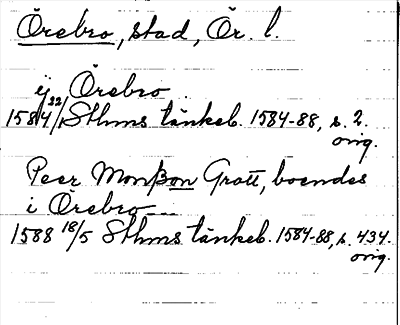 Örebro, stad, Ör. l.
ÿ Örebro
1584 22/1 Sthms tänkeb. 1584-88, s. 2.
orig.
Peer Monßon Grott, boendes
i Örebro---
1588 18/5 Sthms tänkeb. 1584-88, s. 434.
orig.